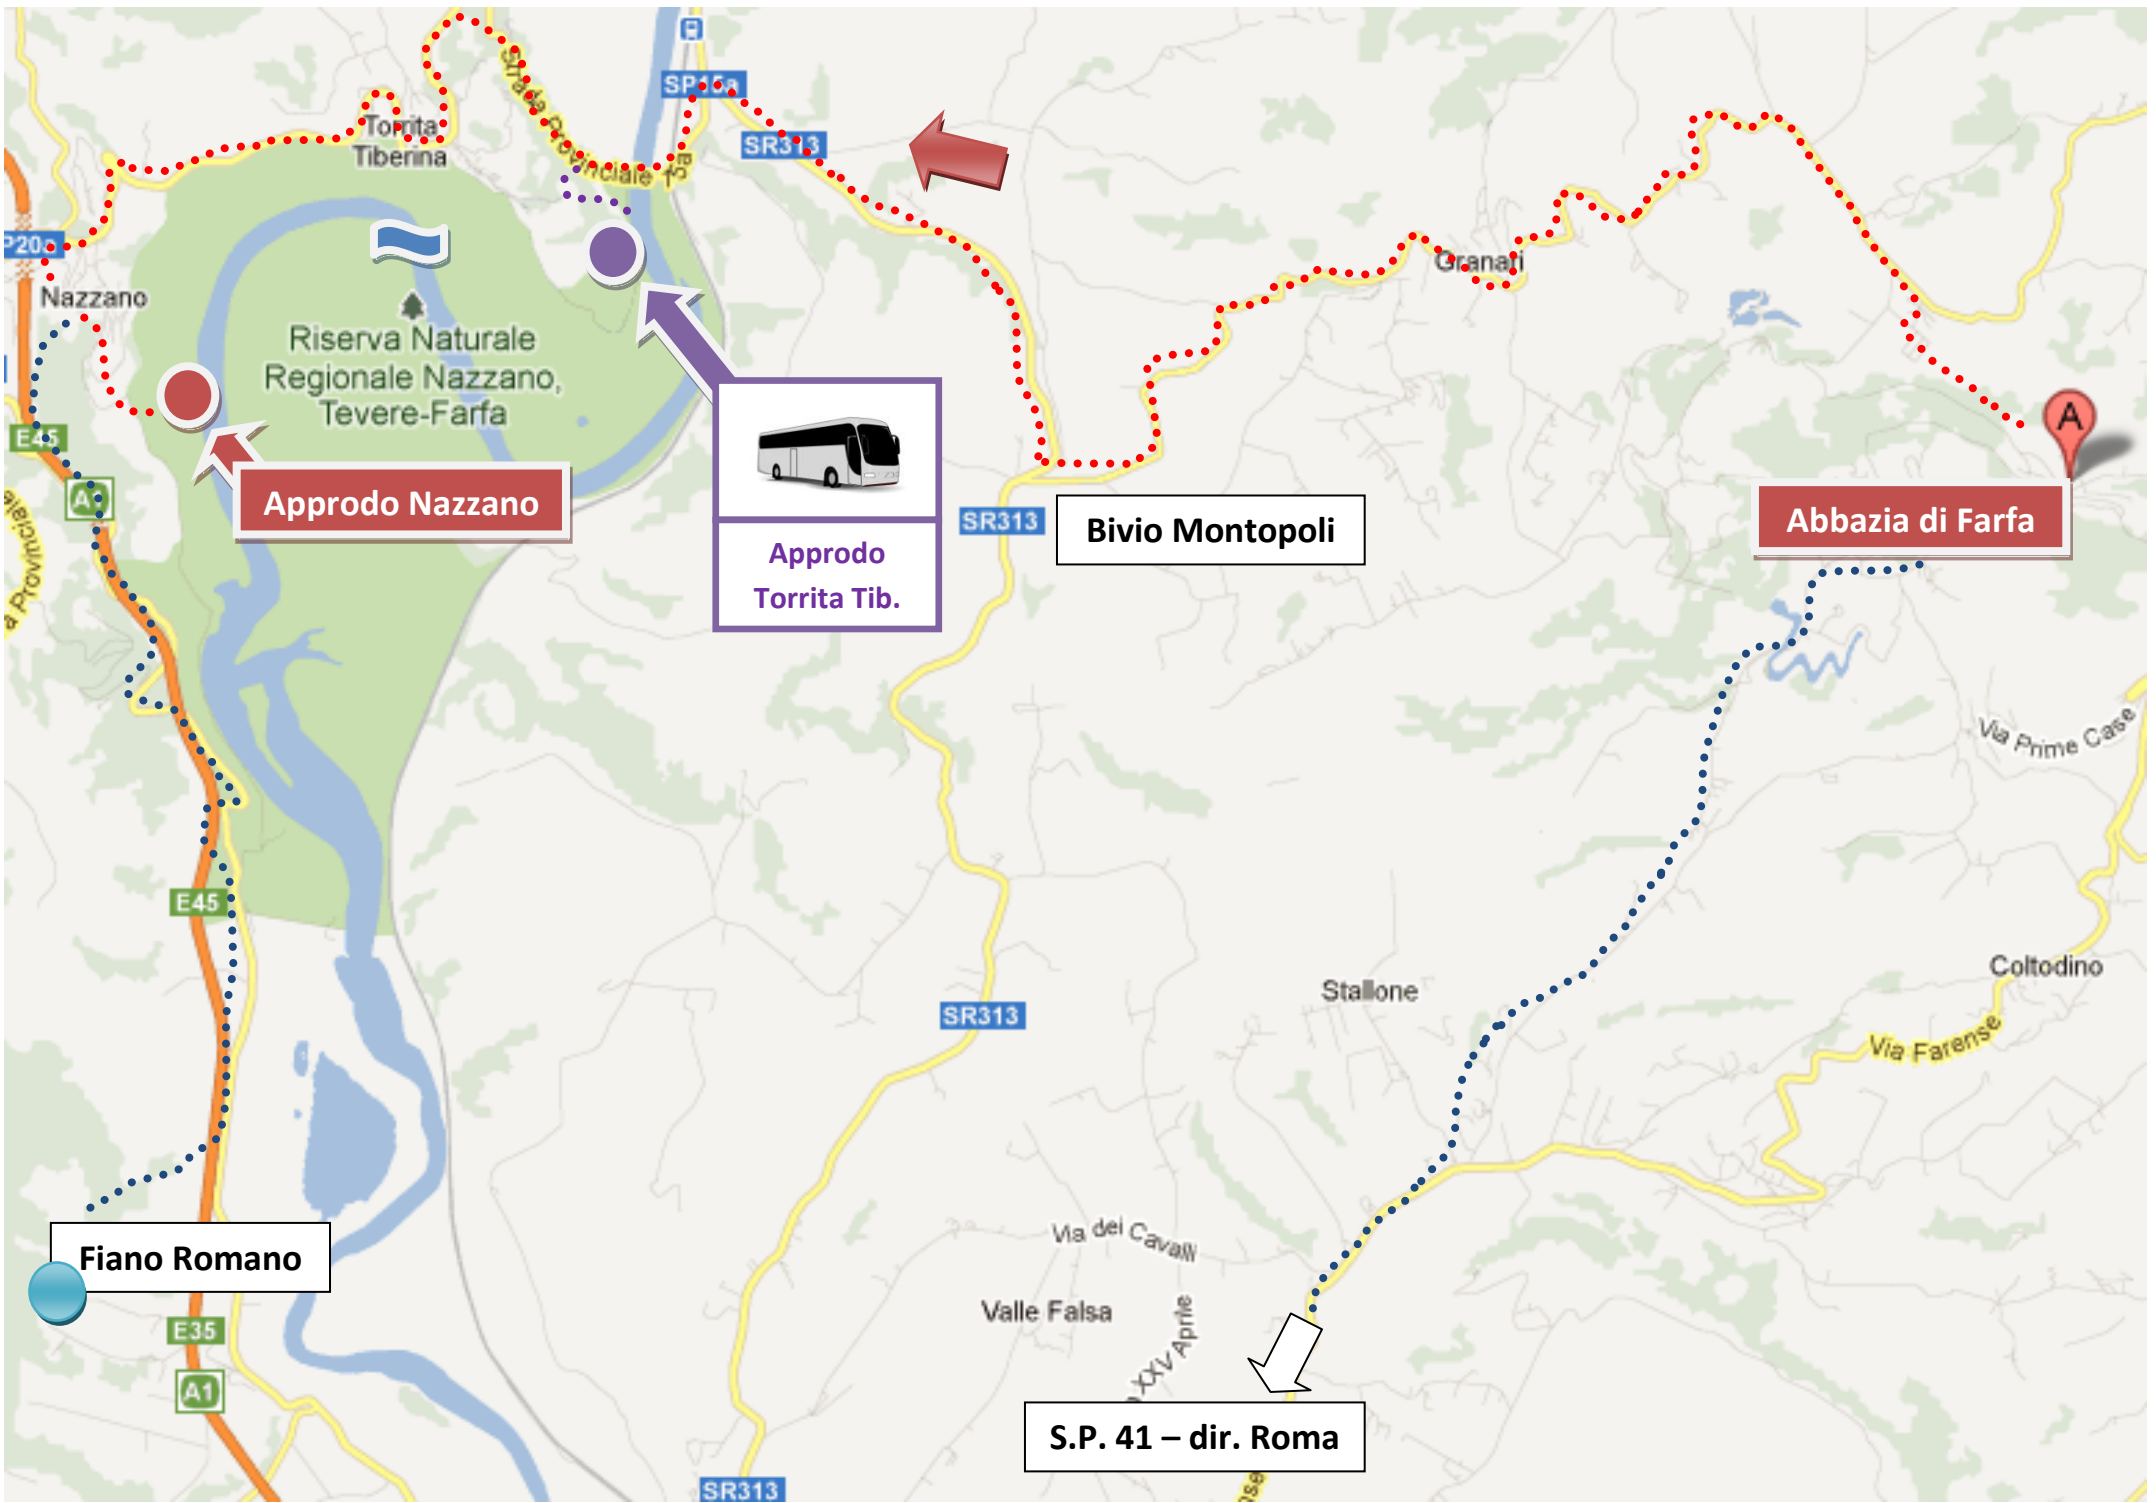 SP15a
Strada Provinciale 15a
SR313
Torrita
Tiberina
P20a
Granari
Nazzano
Riserva Naturale
Regionale Nazzano,
Tevere-Farfa
A
E45
A1
Approdo Nazzano
Approdo
Torrita Tib.
SR313
Bivio Montopoli
Abbazia di Farfa
a Provinciale
Via Prime Case
E45
Coltodino
Stallone
SR313
Via Farense
Via dei Cavalli
Fiano Romano
Valle Falsa
XXV Aprile
E35
A1
S.P. 41 – dir. Roma
SR313